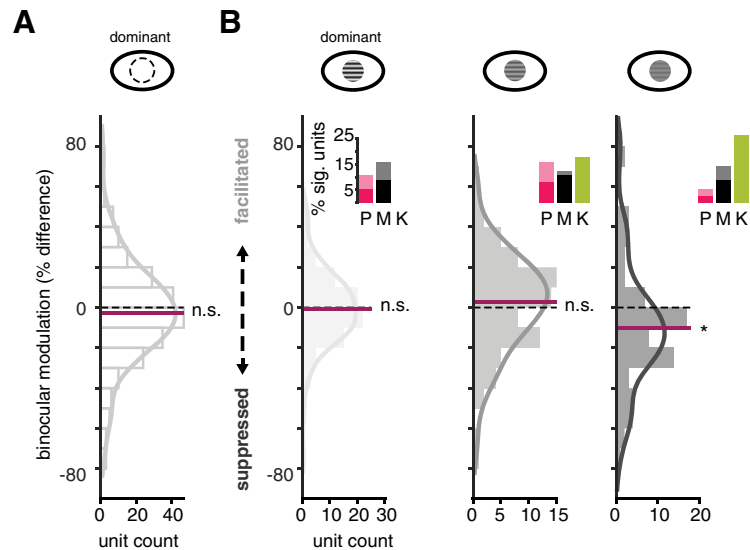 A
B
dominant
dominant
binocular modulation (% difference)
80
0
-80
n.s.
0 20 40
unit count
facilitated
suppressed
80
0
-80
% sig. units
25
15
5
P M K
n.s.
0 10 20 30
unit count
P M K
n.s.
0 5 10 15
P M K
*
0 10 20